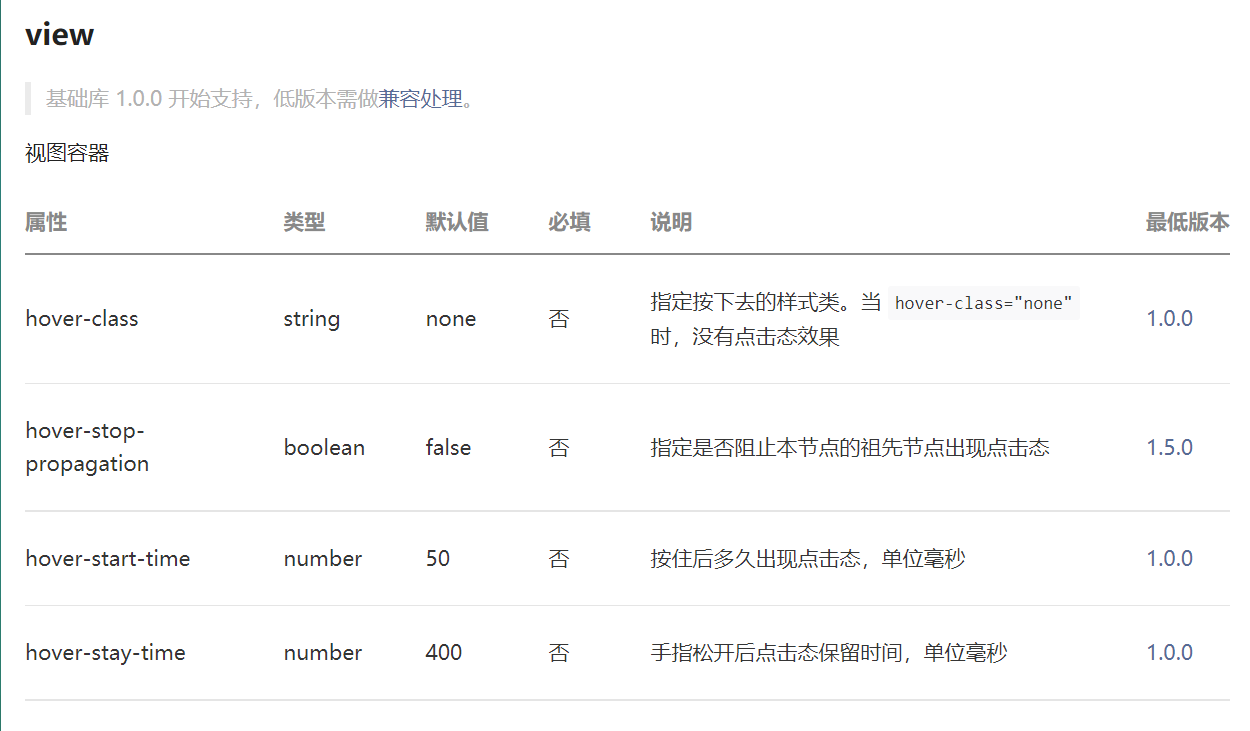 view
基础库 1.0.0 开始支持，低版本需做兼容处理。
视图容器
属性 类型 默认值 必填 说明 最低版本
hover-class string none 否 指定按下去的样式类。当 hover-class="none" 时，没有点击态效果 1.0.0
hover-stop-propagation boolean false 否 指定是否阻止本节点的祖先节点出现点击态 1.5.0
hover-start-time number 50 否 按住后多久出现点击态，单位毫秒 1.0.0
hover-stay-time number 400 否 手指松开后点击态保留时间，单位毫秒 1.0.0